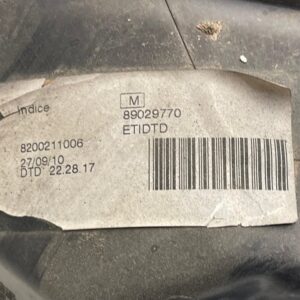 Indice
M
89029770
ETIDTD
8200211006
27/09/10
DTD 22.28.17